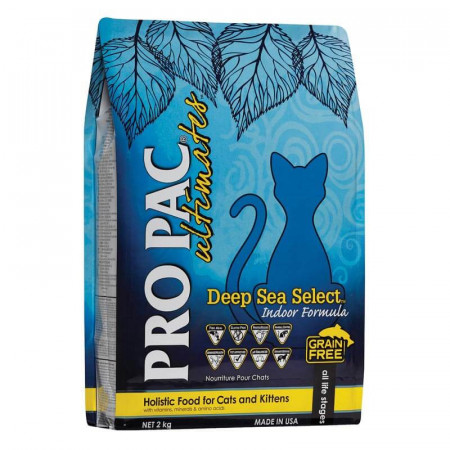 PRO PAC
ultimates
Deep Sea Select™
Indoor Formula
GRAIN
FREE
all life stages
Nourriture Pour Chats
Holistic Food for Cats and Kittens
with vitamins, minerals & amino acids
NET 2 kg
MADE IN USA